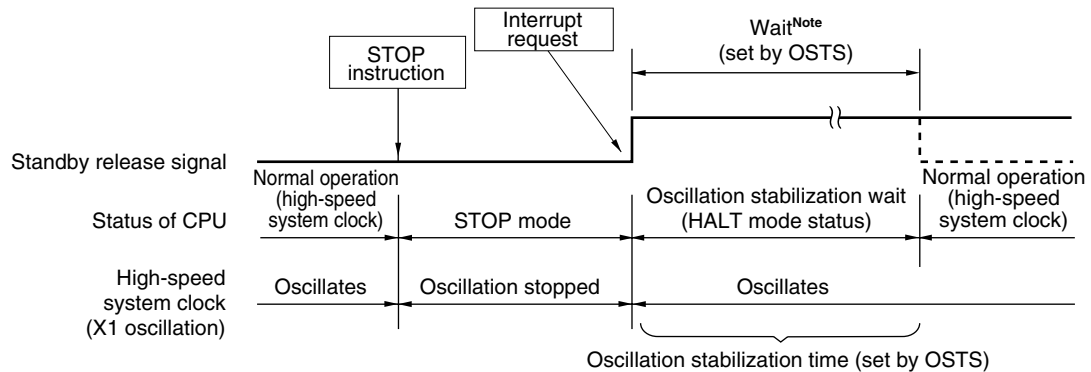 Interrupt
request
STOP
instruction
Wait^Note
(set by OSTS)
Standby release signal
Normal operation
(high-speed
system clock)
Oscillation stabilization wait
(HALT mode status)
Normal operation
(high-speed
system clock)
Status of CPU
STOP mode
High-speed
system clock
(X1 oscillation)
Oscillates
Oscillation stopped
Oscillates
Oscillation stabilization time (set by OSTS)